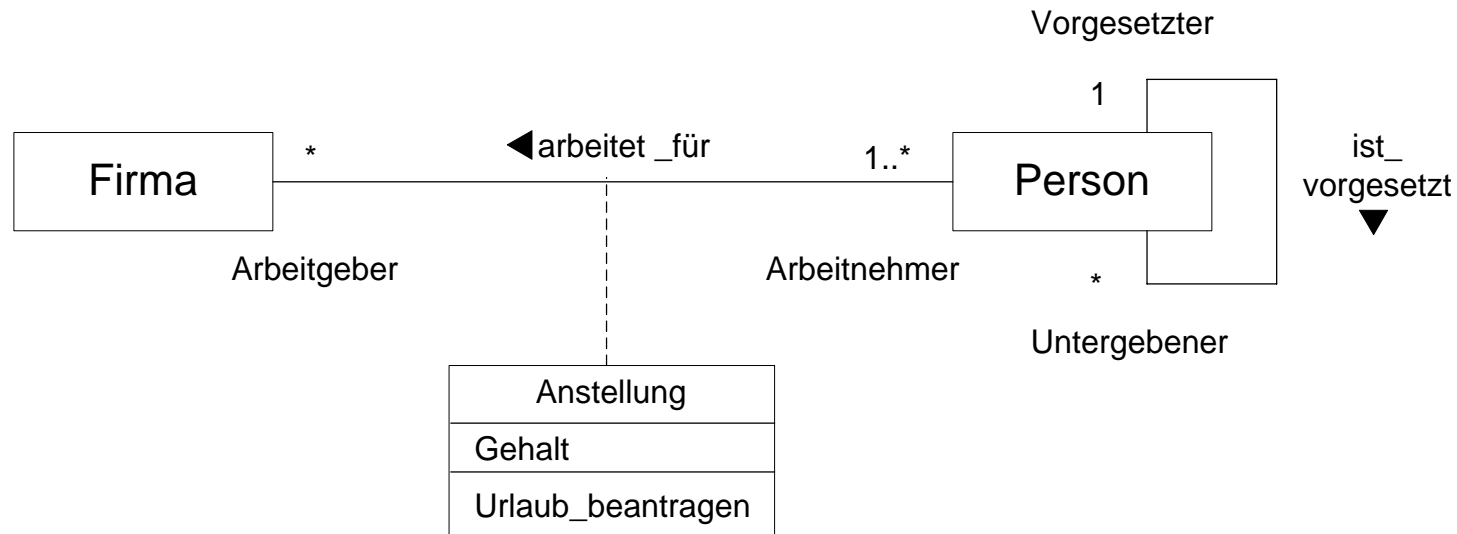 Vorgesetzter
1
* arbeitet _für 1..*
Firma
Person
ist_
vorgesetzt
Arbeitgeber
Arbeitnehmer
*
Untergebener
Anstellung
Gehalt
Urlaub_beantragen